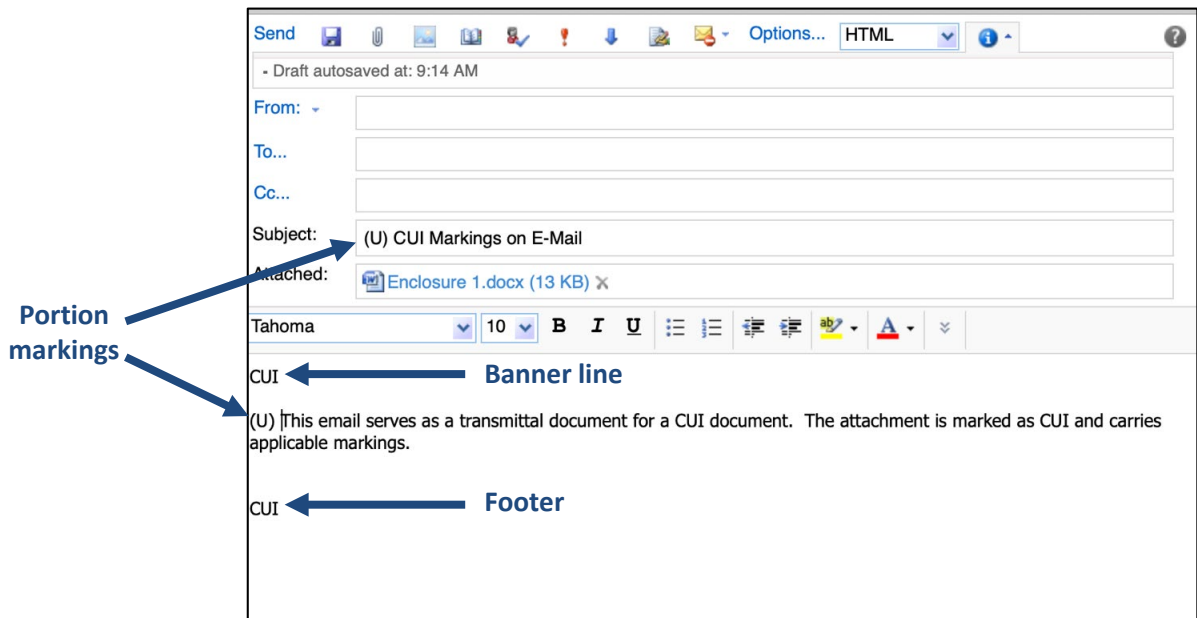 Send Options... HTML
- Draft autosaved at: 9:14 AM
From:
To...
Cc...
Subject: (U) CUI Markings on E-Mail
Attached: Enclosure 1.docx (13 KB)
Portion
markings
Tahoma 10 B I U ab A
CUI Banner line
(U) This email serves as a transmittal document for a CUI document. The attachment is marked as CUI and carries
applicable markings.
CUI Footer